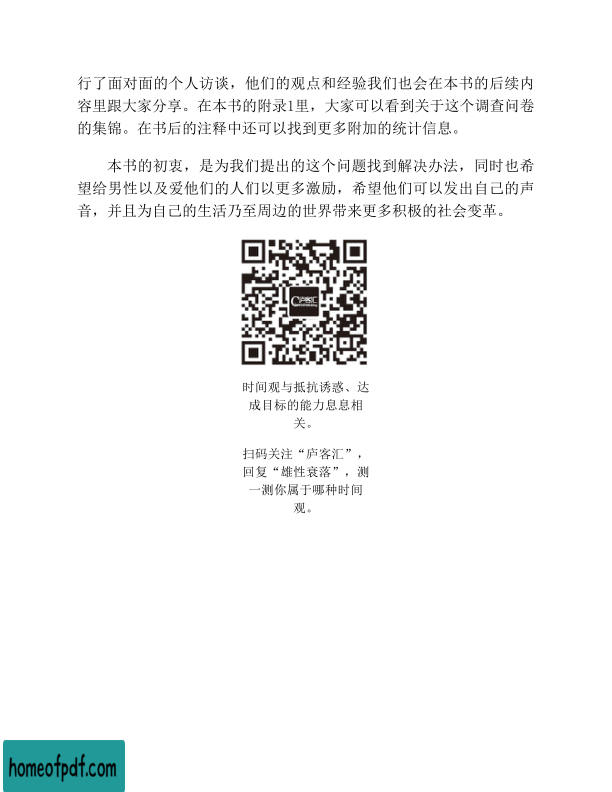 行了面对面的个人访谈，他们的观点和经验我们也会在本书的后续内
容里跟大家分享。在本书的附录1里，大家可以看到关于这个调查问卷
的集锦。在书后的注释中还可以找到更多附加的统计信息。
本书的初衷，是为我们提出的这个问题找到解决办法，同时也希
望给男性以及爱他们的人们以更多激励，希望他们可以发出自己的声
音，并且为自己的生活乃至周边的世界带来更多积极的社会变革。
庐客汇
时间观与抵抗诱惑、达
成目标的能力息息相
关。
扫码关注“庐客汇”，
回复“雄性衰落”，测
一测你属于哪种时间
观。
homeofpdf.com